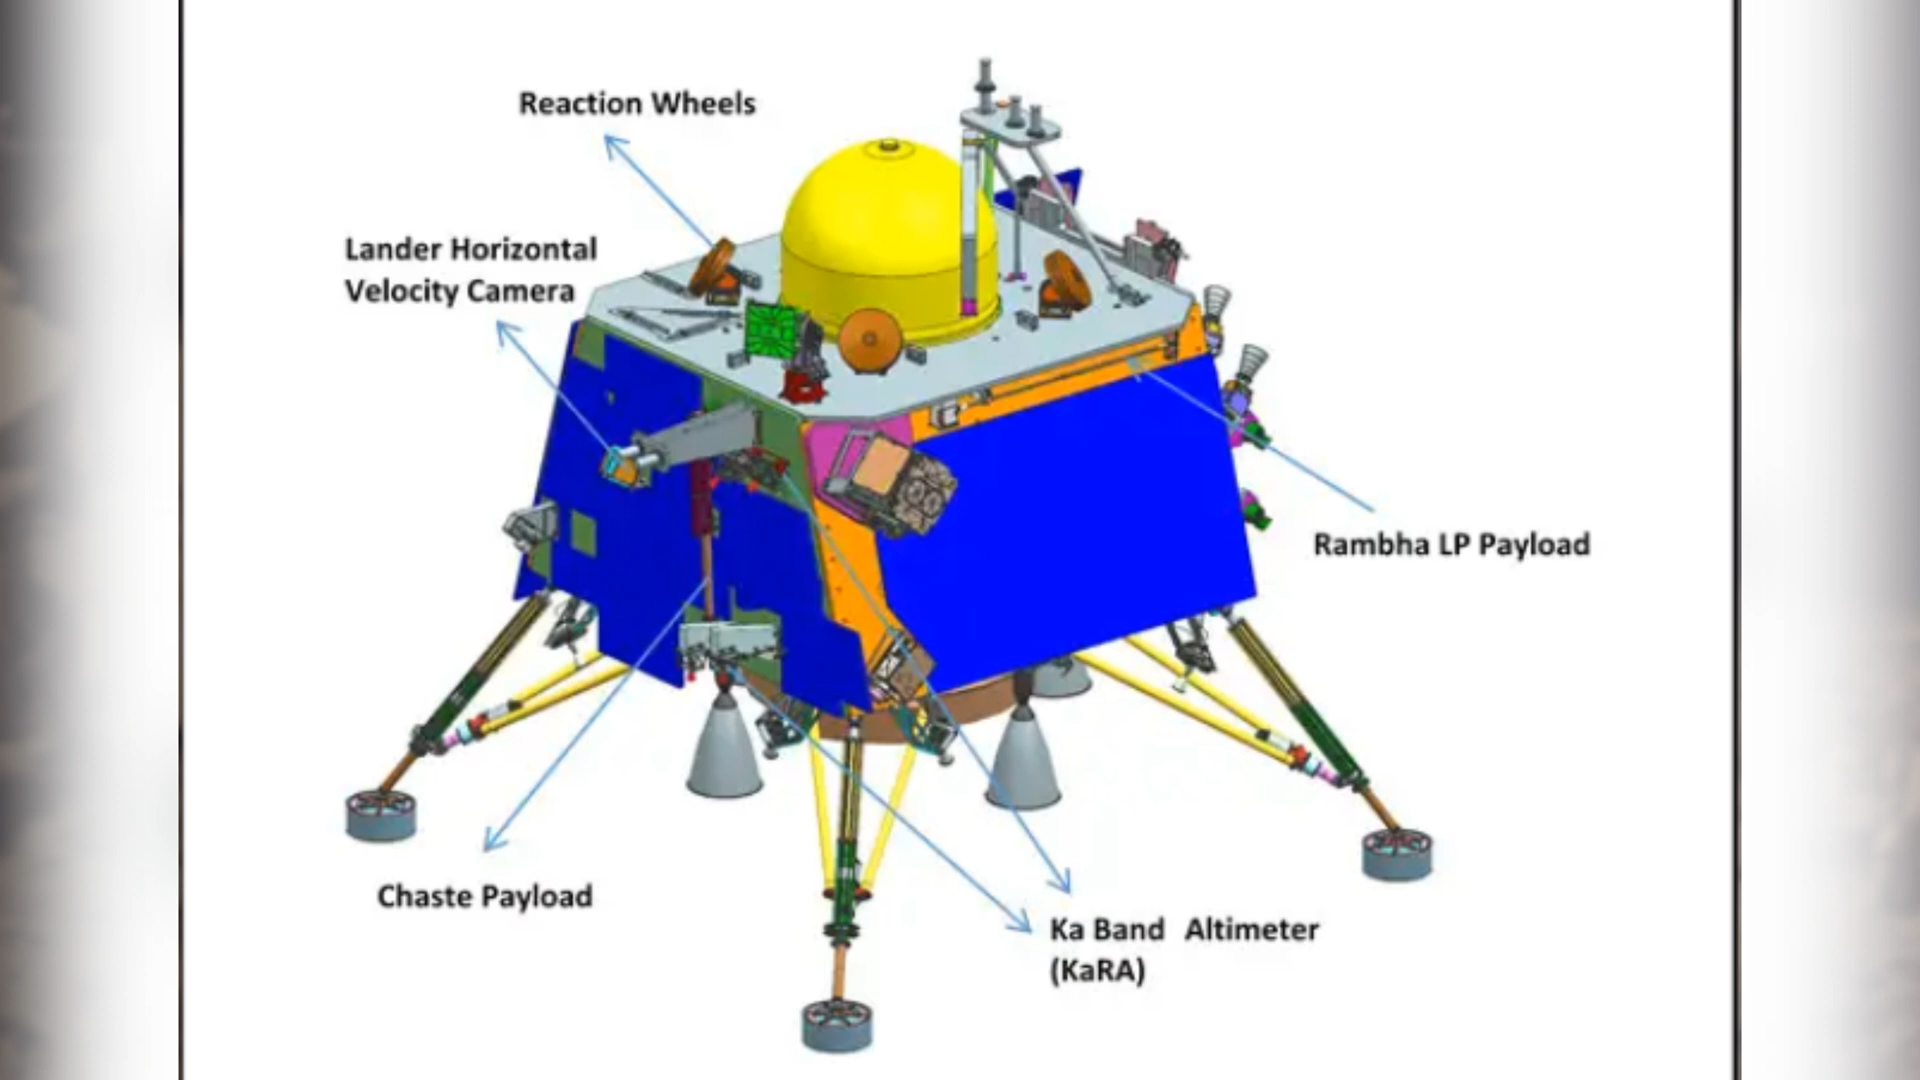 Reaction Wheels
Lander Horizontal
Velocity Camera
Rambha LP Payload
Chaste Payload
Ka Band Altimeter
(KaRA)